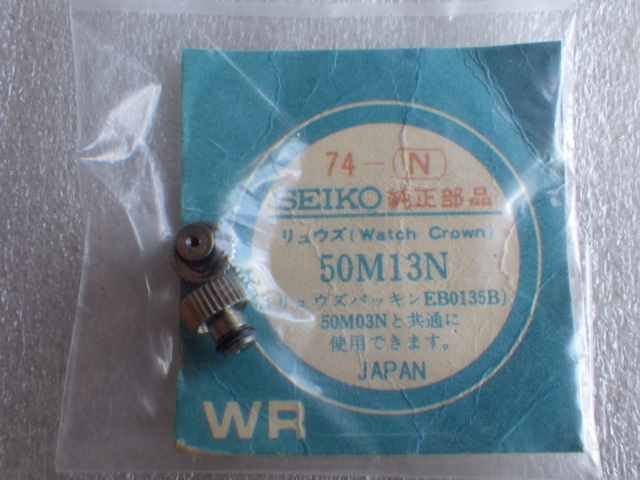 74-N
SEIKO 純正部品
リュウズ(Watch Crown)
50M13N
リュウズパッキンEB0135B)
50M03Nと共通に
使用できます。
JAPAN
WR